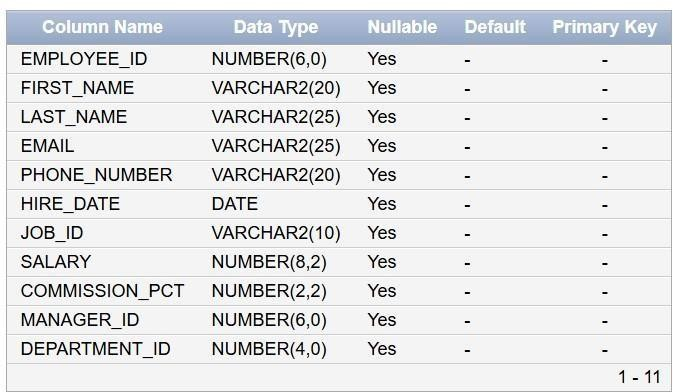 Column Name Data Type Nullable Default Primary Key
EMPLOYEE_ID NUMBER(6,0) Yes - -
FIRST_NAME VARCHAR2(20) Yes - -
LAST_NAME VARCHAR2(25) Yes - -
EMAIL VARCHAR2(25) Yes - -
PHONE_NUMBER VARCHAR2(20) Yes - -
HIRE_DATE DATE Yes - -
JOB_ID VARCHAR2(10) Yes - -
SALARY NUMBER(8,2) Yes - -
COMMISSION_PCT NUMBER(2,2) Yes - -
MANAGER_ID NUMBER(6,0) Yes - -
DEPARTMENT_ID NUMBER(4,0) Yes - -
1 - 11